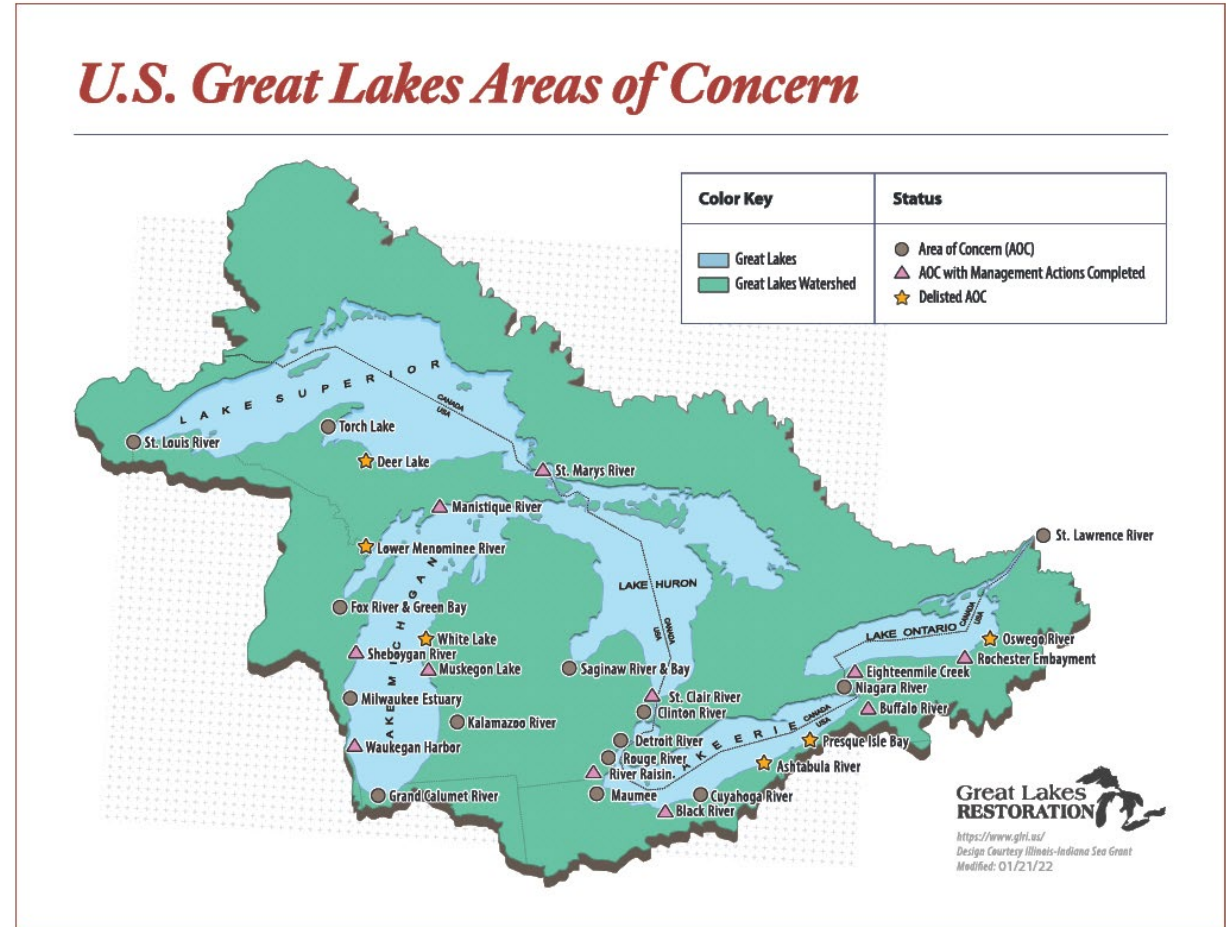 U.S. Great Lakes Areas of Concern
Color Key
Status
Great Lakes
Great Lakes Watershed
Area of Concern (AOC)
AOC with Management Actions Completed
Delisted AOC
LAKE SUPERIOR
CANADA
USA
St. Louis River
Torch Lake
Deer Lake
St. Marys River
Manistique River
Lower Menominee River
LAKE MICHIGAN
Fox River & Green Bay
White Lake
Sheboygan River
Muskegon Lake
Milwaukee Estuary
Kalamazoo River
Waukegan Harbor
Grand Calumet River
LAKE HURON
CANADA
USA
Saginaw River & Bay
St. Clair River
Clinton River
Detroit River
Rouge River
River Raisin
Maumee
LAKE ERIE
CANADA
USA
Black River
Cuyahoga River
Ashtabula River
Presque Isle Bay
Buffalo River
Niagara River
Eighteenmile Creek
LAKE ONTARIO
CANADA
USA
Rochester Embayment
Oswego River
St. Lawrence River
Great Lakes
RESTORATION
https://www.glri.us/
Design Courtesy Illinois-Indiana Sea Grant
Modified: 01/21/22